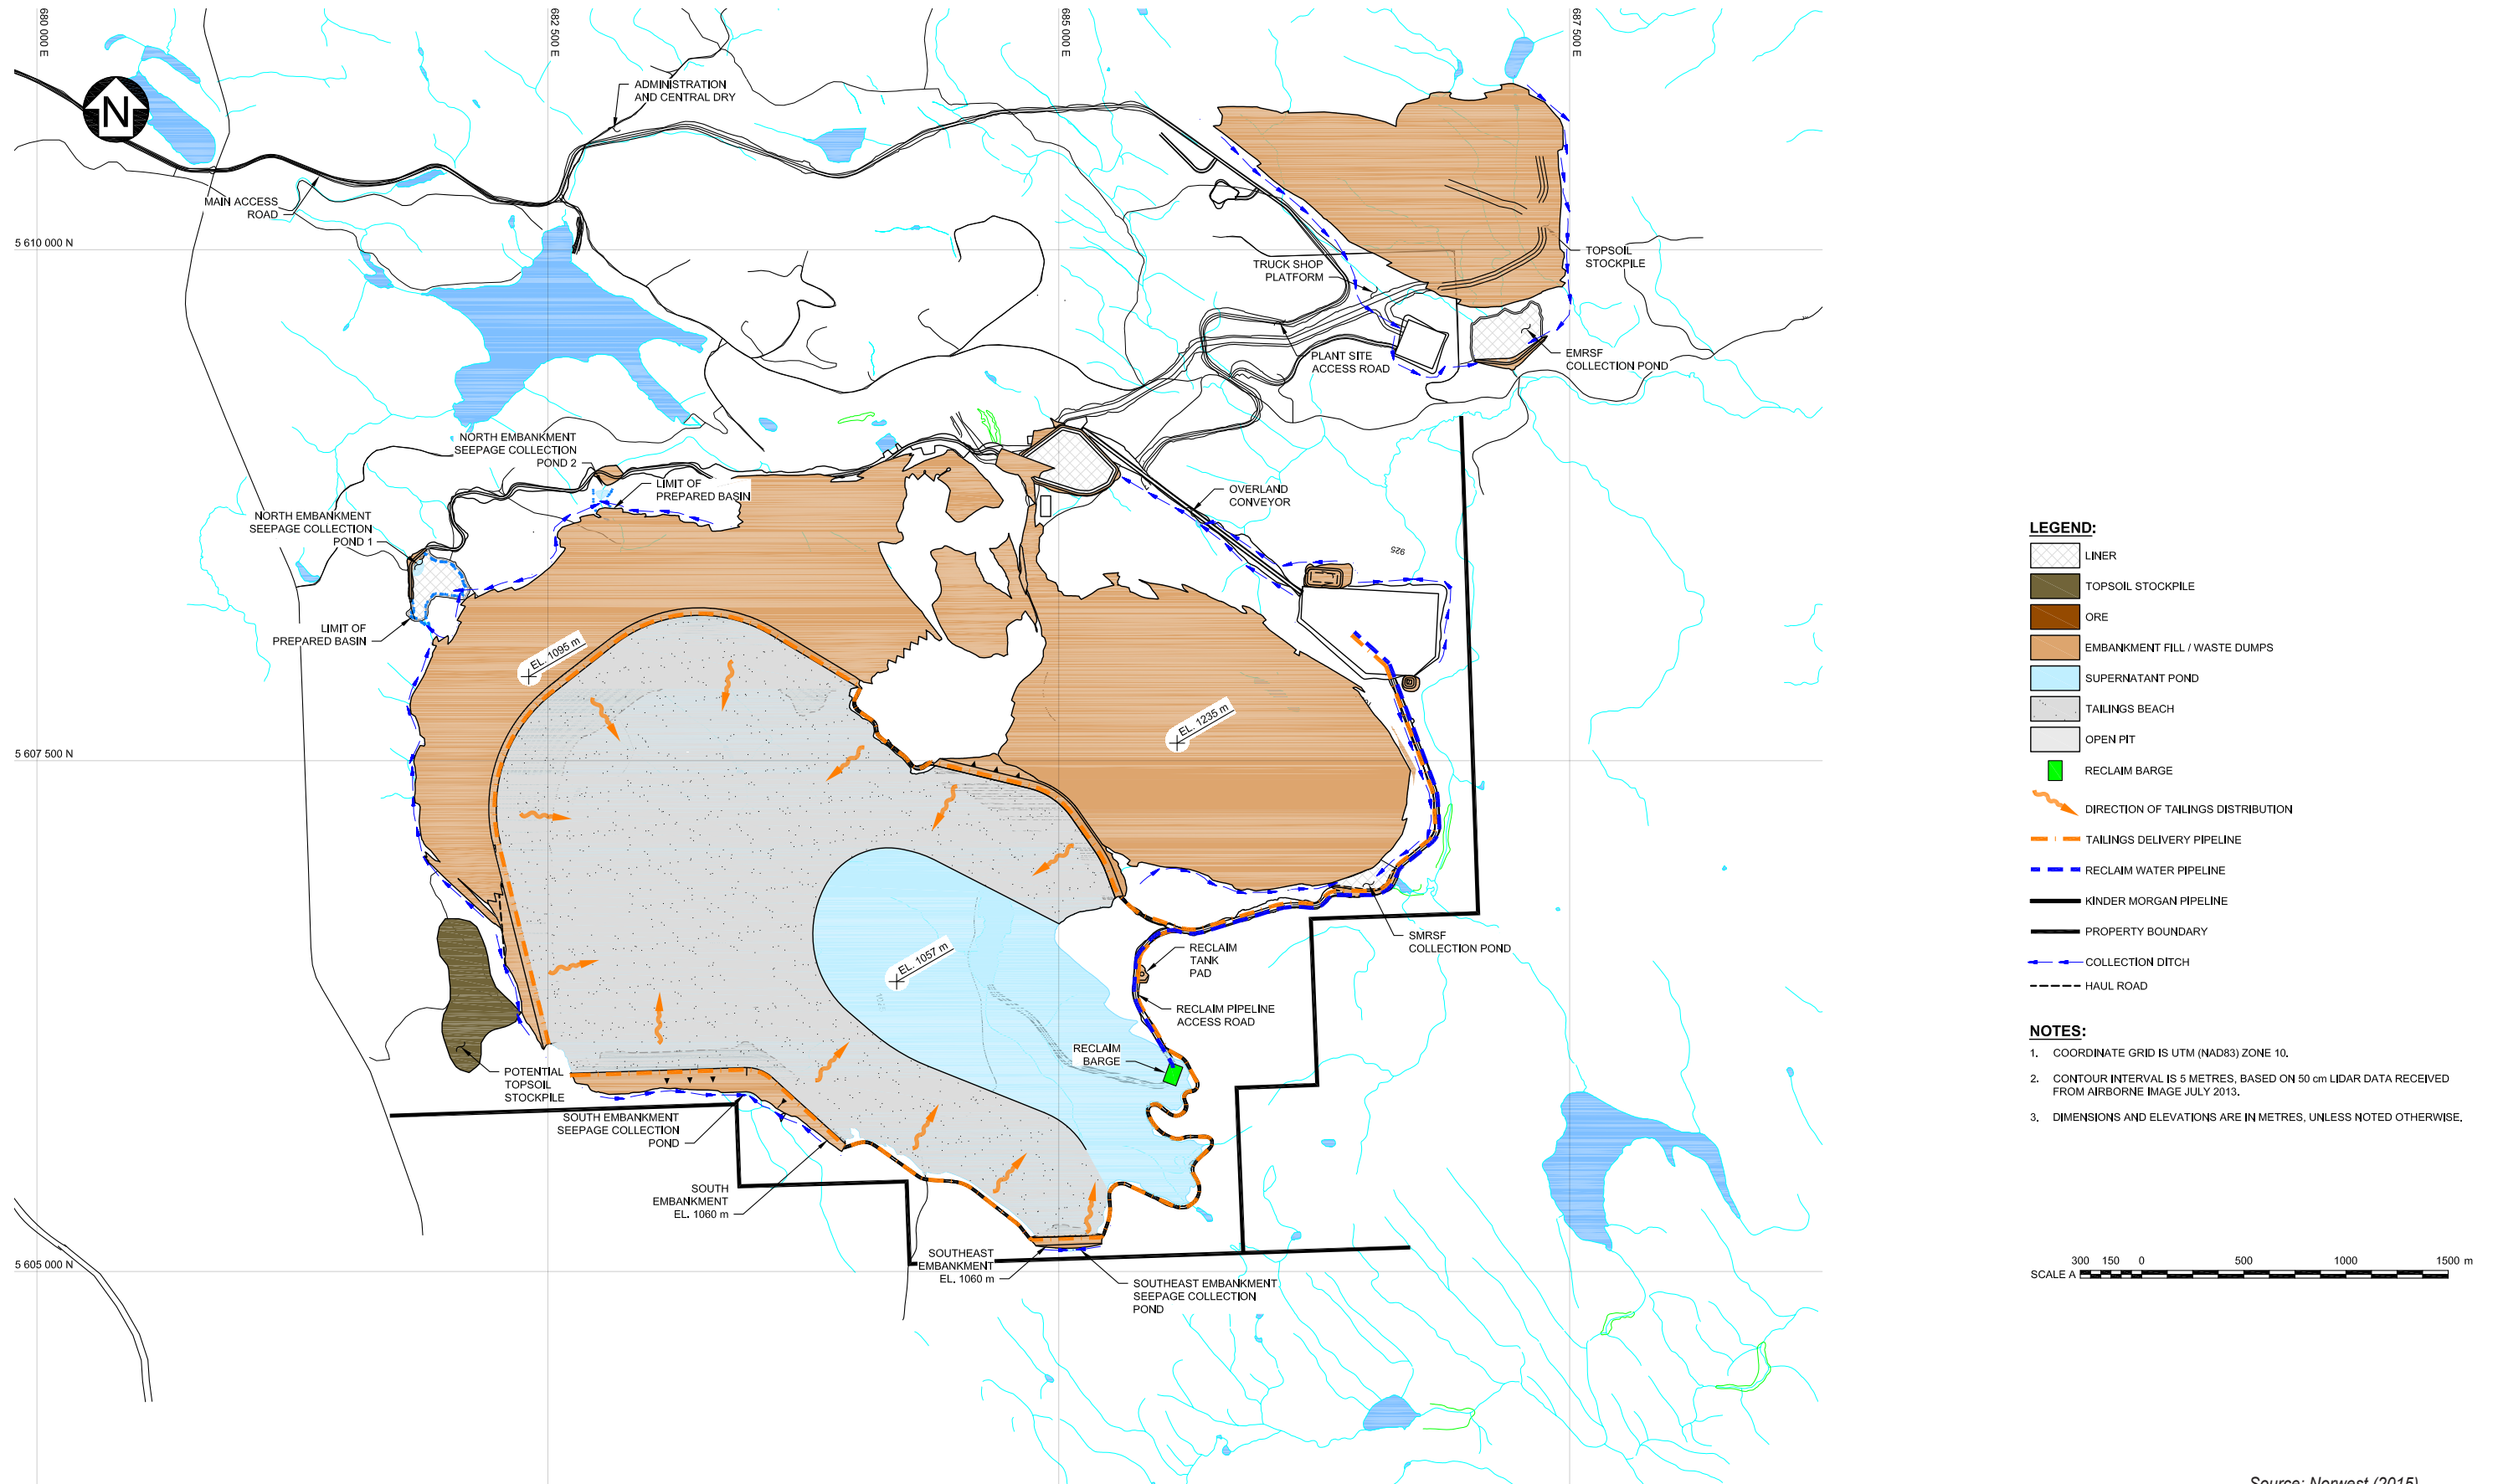 680 000 E
682 500 E
685 000 E
687 500 E
N
ADMINISTRATION
AND CENTRAL DRY
MAIN ACCESS
ROAD
5 610 000 N
TOPSOIL
STOCKPILE
TRUCK SHOP
PLATFORM
PLANT SITE
ACCESS ROAD
EMRSF
COLLECTION POND
NORTH EMBANKMENT
SEEPAGE COLLECTION
POND 2
LIMIT OF
PREPARED BASIN
OVERLAND
CONVEYOR
NORTH EMBANKMENT
SEEPAGE COLLECTION
POND 1
925
LIMIT OF
PREPARED BASIN
EL. 1095 m
EL. 1235 m
5 607 500 N
SMRSF
COLLECTION POND
RECLAIM
TANK
PAD
EL. 1057 m
RECLAIM PIPELINE
ACCESS ROAD
RECLAIM
BARGE
POTENTIAL
TOPSOIL
STOCKPILE
SOUTH EMBANKMENT
SEEPAGE COLLECTION
POND
SOUTH
EMBANKMENT
EL. 1060 m
SOUTHEAST
EMBANKMENT
EL. 1060 m
5 605 000 N
SOUTHEAST EMBANKMENT
SEEPAGE COLLECTION
POND
LEGEND:
LINER
TOPSOIL STOCKPILE
ORE
EMBANKMENT FILL / WASTE DUMPS
SUPERNATANT POND
TAILINGS BEACH
OPEN PIT
RECLAIM BARGE
DIRECTION OF TAILINGS DISTRIBUTION
TAILINGS DELIVERY PIPELINE
RECLAIM WATER PIPELINE
KINDER MORGAN PIPELINE
PROPERTY BOUNDARY
COLLECTION DITCH
HAUL ROAD
NOTES:
1. COORDINATE GRID IS UTM (NAD83) ZONE 10.
2. CONTOUR INTERVAL IS 5 METRES, BASED ON 50 cm LIDAR DATA RECEIVED
FROM AIRBORNE IMAGE JULY 2013.
3. DIMENSIONS AND ELEVATIONS ARE IN METRES, UNLESS NOTED OTHERWISE.
300 150 0 500 1000 1500 m
SCALE A
Source: Norwest (2015)